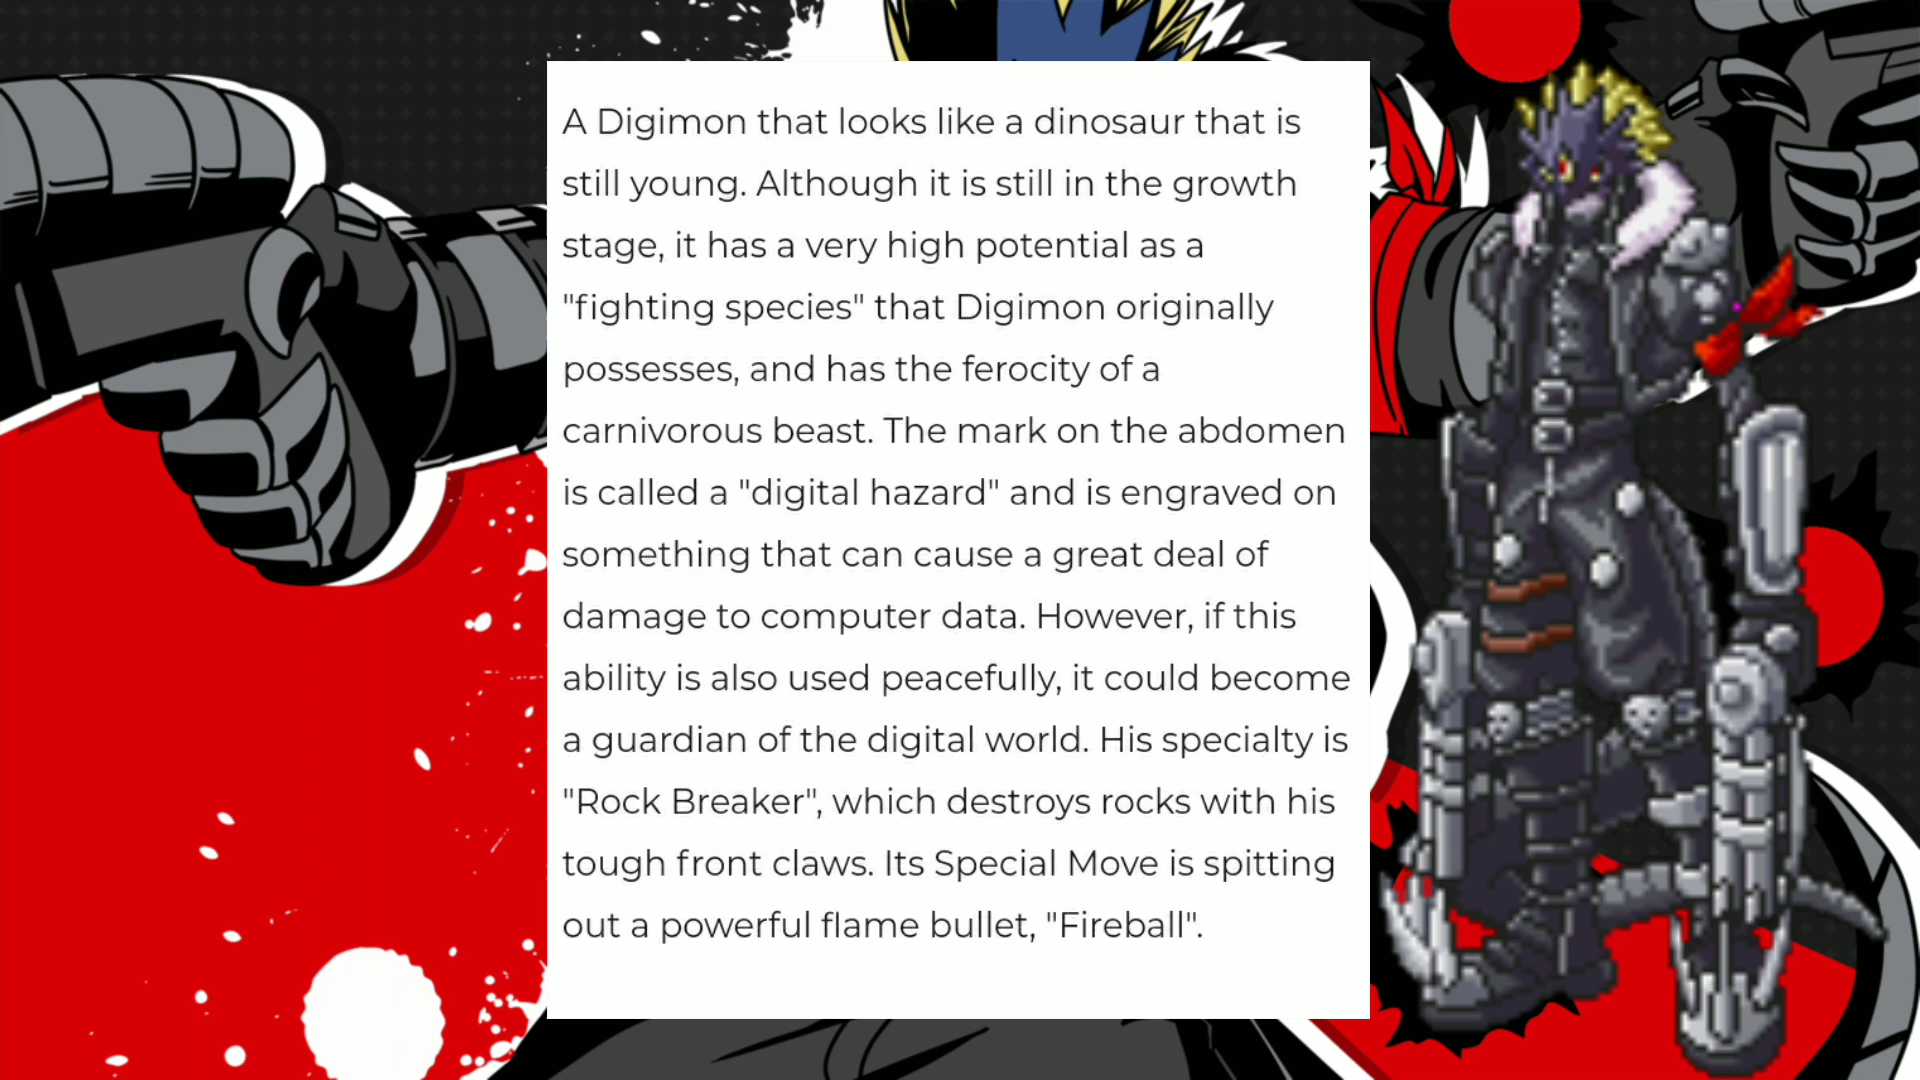 A Digimon that looks like a dinosaur that is
still young. Although it is still in the growth
stage, it has a very high potential as a
"fighting species" that Digimon originally
possesses, and has the ferocity of a
carnivorous beast. The mark on the abdomen
is called a "digital hazard" and is engraved on
something that can cause a great deal of
damage to computer data. However, if this
ability is also used peacefully, it could become
a guardian of the digital world. His specialty is
"Rock Breaker", which destroys rocks with his
tough front claws. Its Special Move is spitting
out a powerful flame bullet, "Fireball".